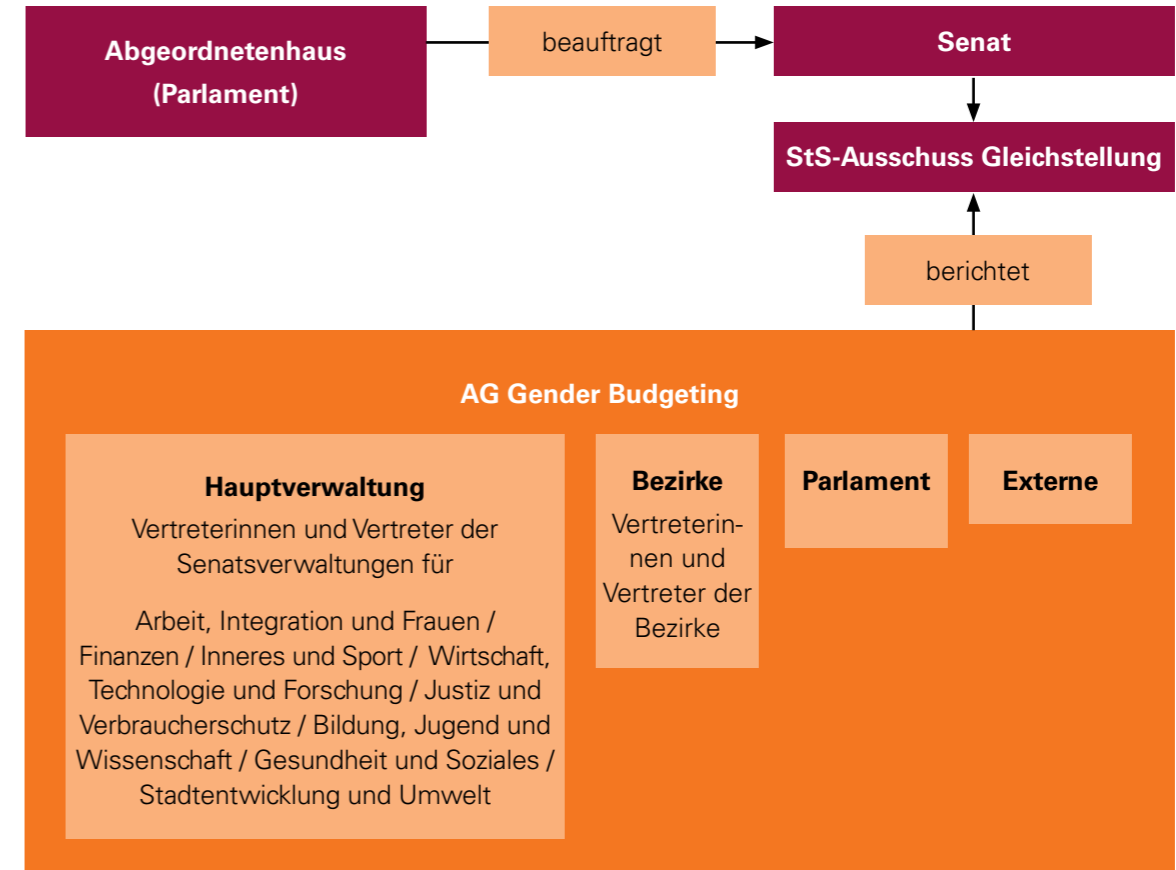 Abgeordnetenhaus
(Parlament)
beauftragt
Senat
StS-Ausschuss Gleichstellung
berichtet
AG Gender Budgeting
Hauptverwaltung
Vertreterinnen und Vertreter der
Senatsverwaltungen für
Arbeit, Integration und Frauen /
Finanzen / Inneres und Sport / Wirtschaft,
Technologie und Forschung / Justiz und
Verbraucherschutz / Bildung, Jugend und
Wissenschaft / Gesundheit und Soziales /
Stadtentwicklung und Umwelt
Bezirke
Vertreterin-
nen und
Vertreter der
Bezirke
Parlament
Externe